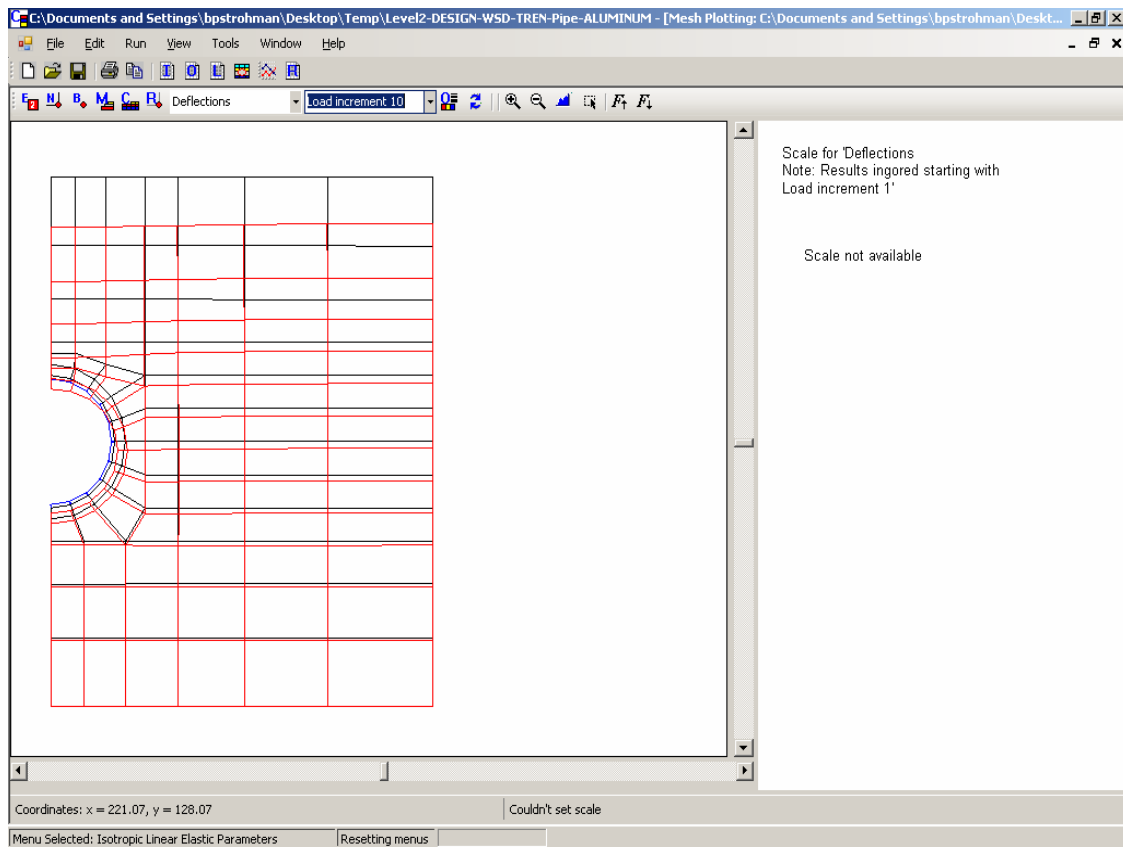 C:\Documents and Settings\bpstrohman\Desktop\Temp\Level2-DESIGN-WSD-TREN-Pipe-ALUMINUM - [Mesh Plotting: C:\Documents and Settings\bpstrohman\Deskt...
File Edit Run View Tools Window Help
Deflections Load increment 10
Scale for 'Deflections
Note: Results ingored starting with
Load increment 1'
Scale not available
Coordinates: x = 221.07, y = 128.07 Couldn't set scale
Menu Selected: Isotropic Linear Elastic Parameters Resetting menus